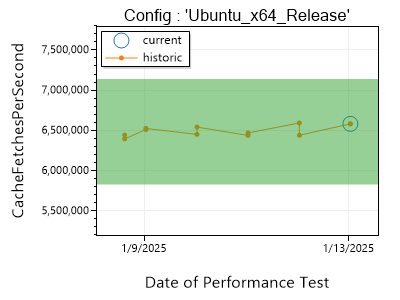 Config : 'Ubuntu_x64_Release'
current
historic
CacheFetchesPerSecond
7,500,000
7,000,000
6,500,000
6,000,000
5,500,000
1/9/2025
1/13/2025
Date of Performance Test